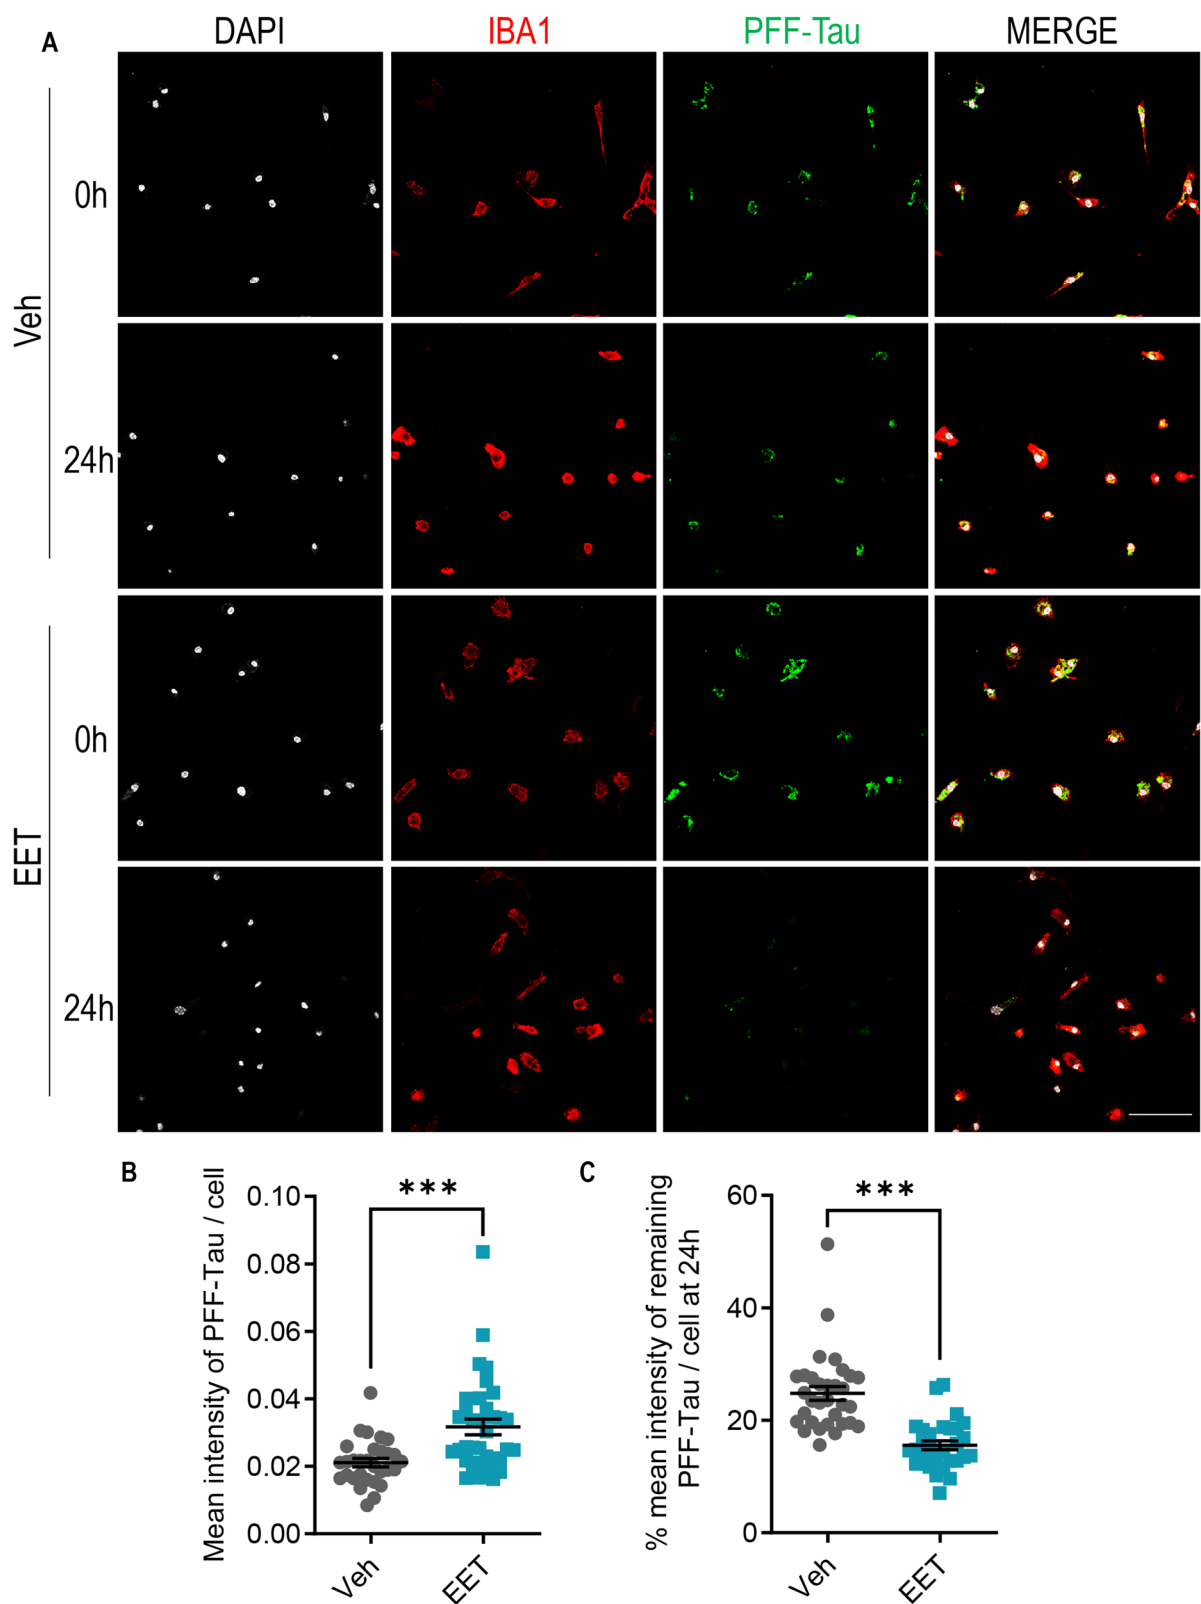 A
DAPI
IBA1
PFF-Tau
MERGE
Veh
0h
24h
EET
0h
24h
B
Mean intensity of PFF-Tau / cell
0.10
0.08
0.06
0.04
0.02
0.00
***
Veh
EET
C
% mean intensity of remaining
PFF-Tau / cell at 24h
60
40
20
0
***
Veh
EET